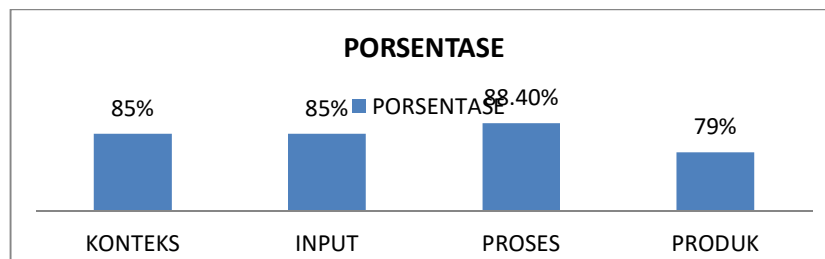 PORSENTASE
PORSENTASE
85%
85%
88.40%
79%
KONTEKS
INPUT
PROSES
PRODUK